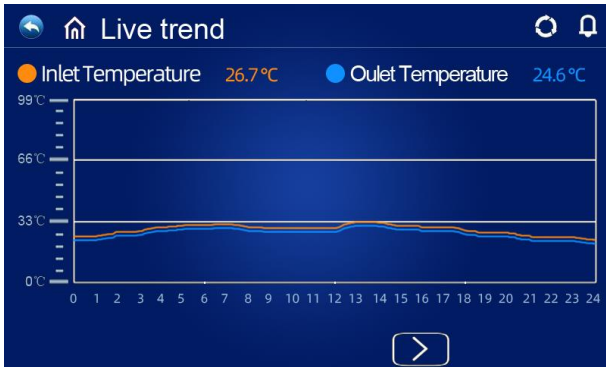 Live trend
Inlet Temperature 26.7℃ Oulet Temperature 24.6℃
99℃
66℃
33℃
0℃
0 1 2 3 4 5 6 7 8 9 10 11 12 13 14 15 16 17 18 19 20 21 22 23 24